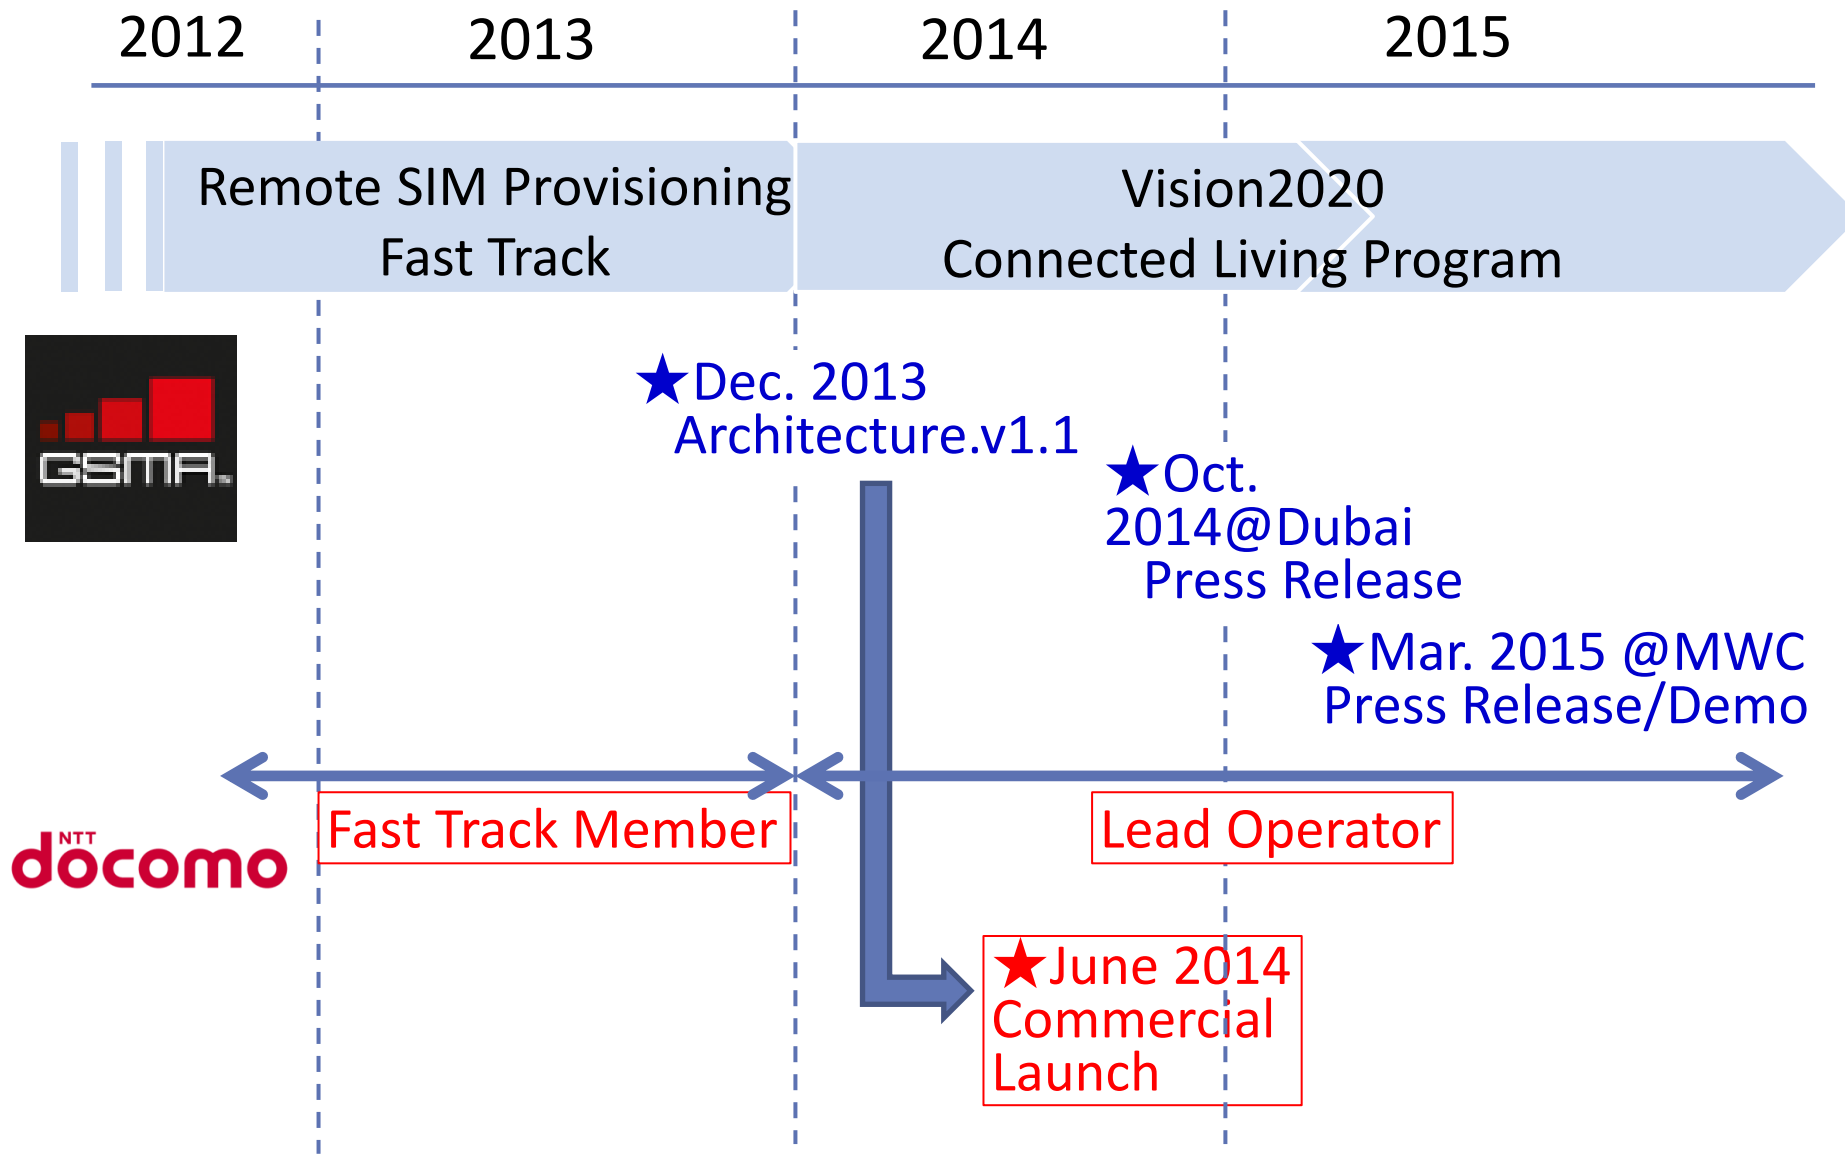 2012 2013 2014 2015
Remote SIM Provisioning
Fast Track
Vision2020
Connected Living Program
GSMA
★Dec. 2013
Architecture.v1.1
★Oct.
2014@Dubai
Press Release
★Mar. 2015 @MWC
Press Release/Demo
NTT
docomo
Fast Track Member
Lead Operator
★June 2014
Commercial
Launch